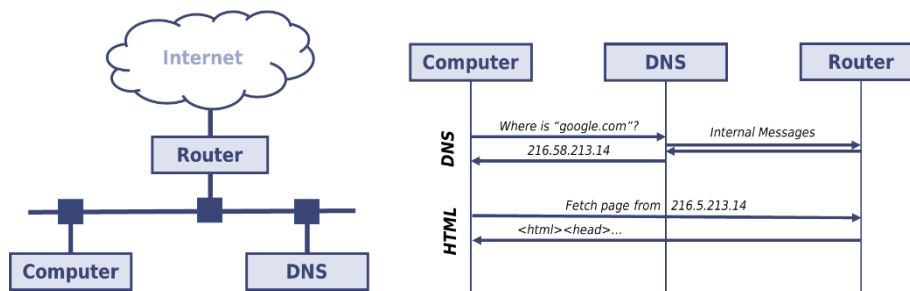 Internet
Router
Computer
DNS
Computer
DNS
Router
DNS
Where is "google.com"?
Internal Messages
216.58.213.14
HTML
Fetch page from 216.5.213.14
<html><head>...